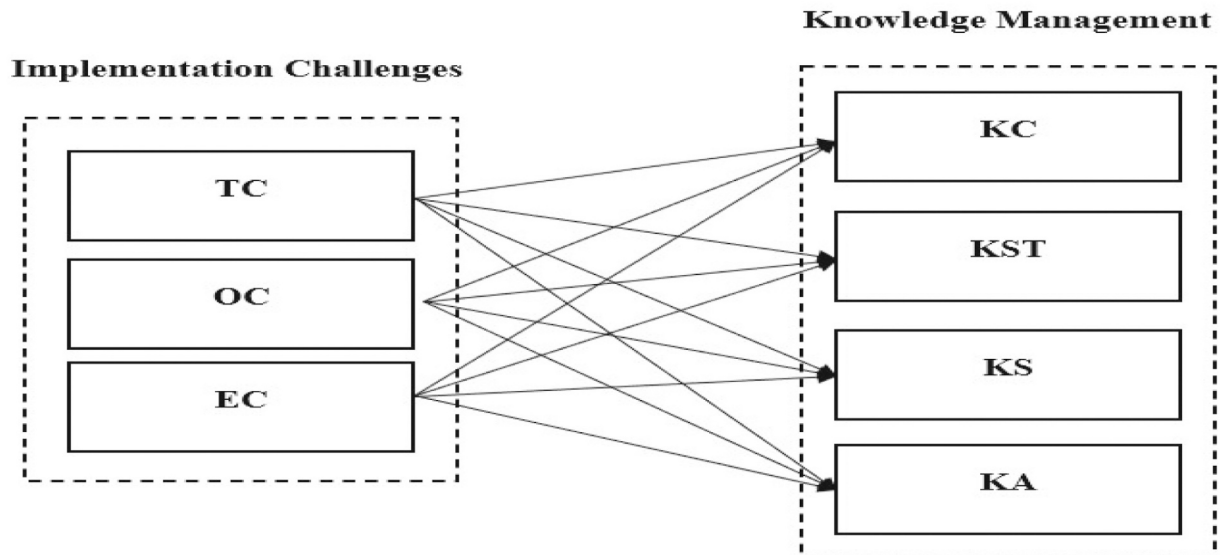 Knowledge Management
Implementation Challenges
KC
TC
KST
OC
KS
EC
KA